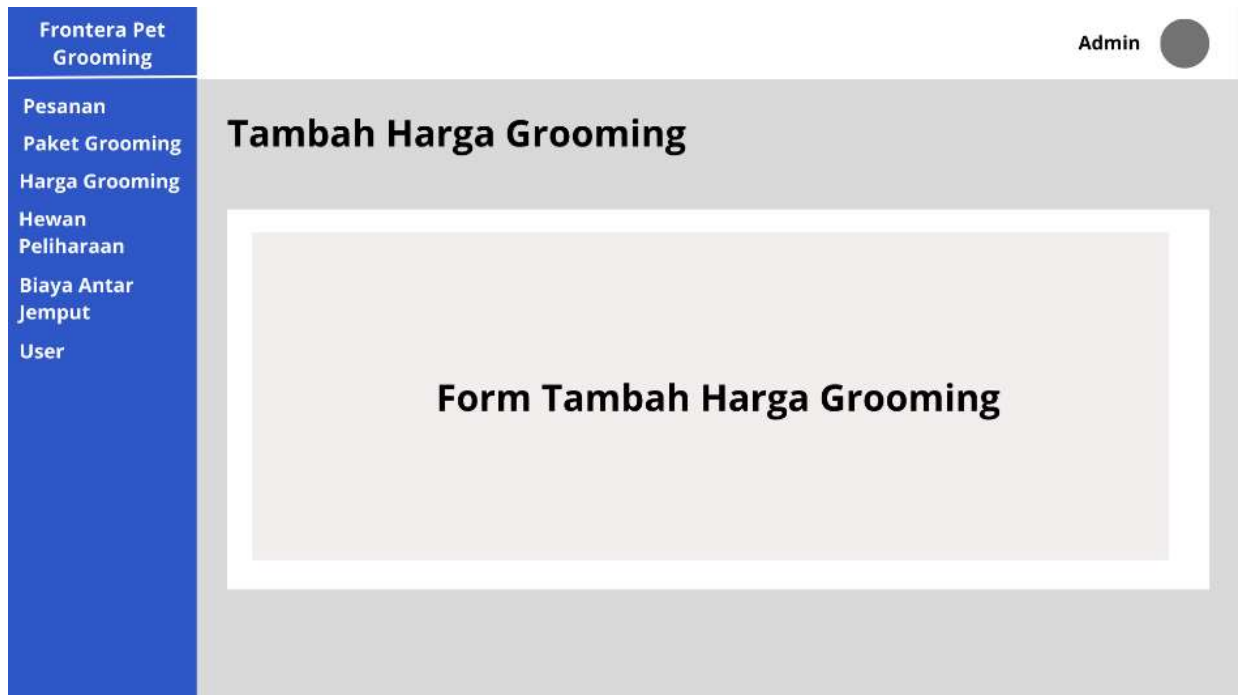 Frontera Pet
Grooming
Admin
Pesanan
Paket Grooming
Harga Grooming
Hewan
Peliharaan
Biaya Antar
Jemput
User
Tambah Harga Grooming
Form Tambah Harga Grooming